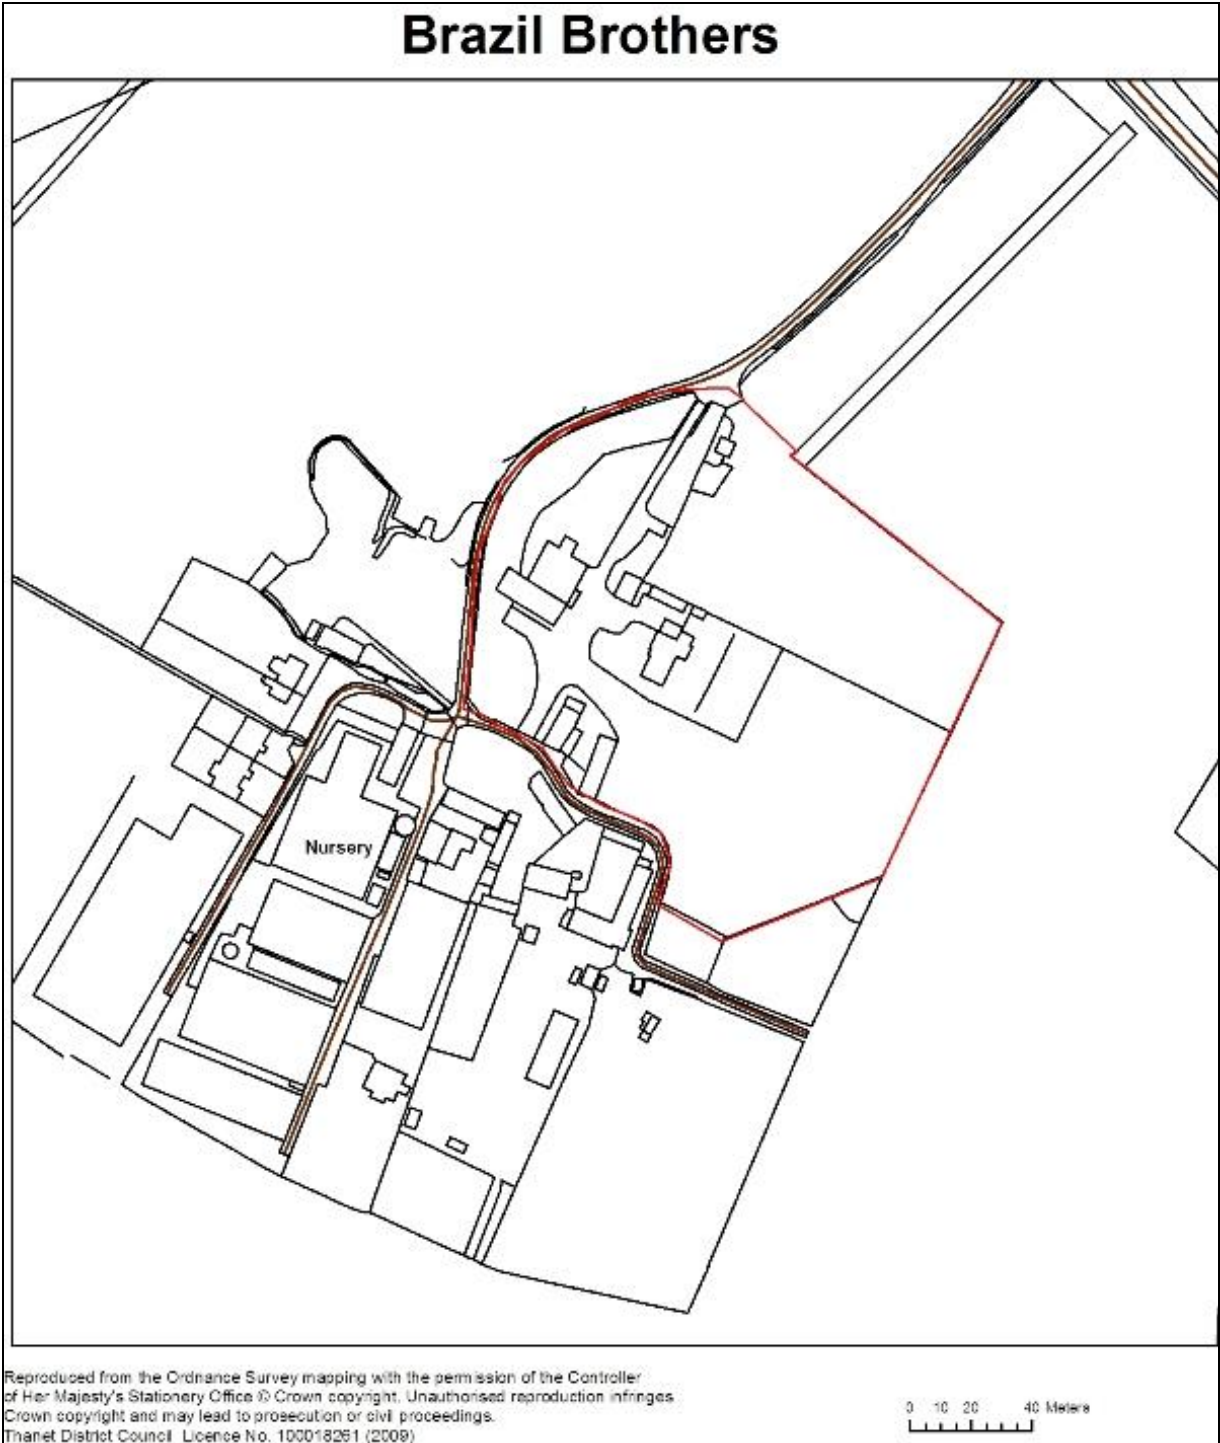 Brazil Brothers
Nursery
Reproduced from the Ordnance Survey mapping with the permission of the Controller
of Her Majesty's Stationery Office © Crown copyright. Unauthorised reproduction infringes
Crown copyright and may lead to prosecution or civil proceedings.
Thanet District Council Licence No. 100018261 (2009)
0 10 20 40 Meters